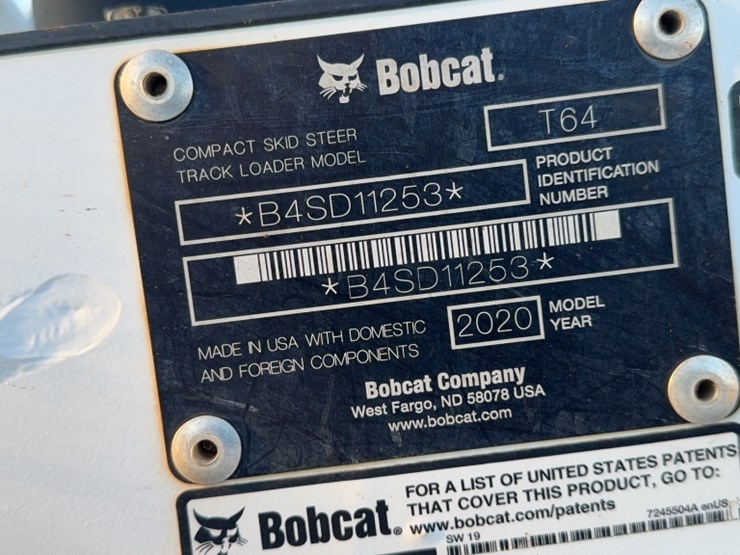 Bobcat.
COMPACT SKID STEER
TRACK LOADER MODEL
T64
*B4SD11253*
PRODUCT
IDENTIFICATION
NUMBER
*B4SD11253*
MADE IN USA WITH DOMESTIC
AND FOREIGN COMPONENTS
2020
MODEL
YEAR
Bobcat Company
West Fargo, ND 58078 USA
www.bobcat.com
Bobcat.
FOR A LIST OF UNITED STATES PATENTS
THAT COVER THIS PRODUCT, GO TO:
www.bobcat.com/patents
7245504A enUS
SW 19